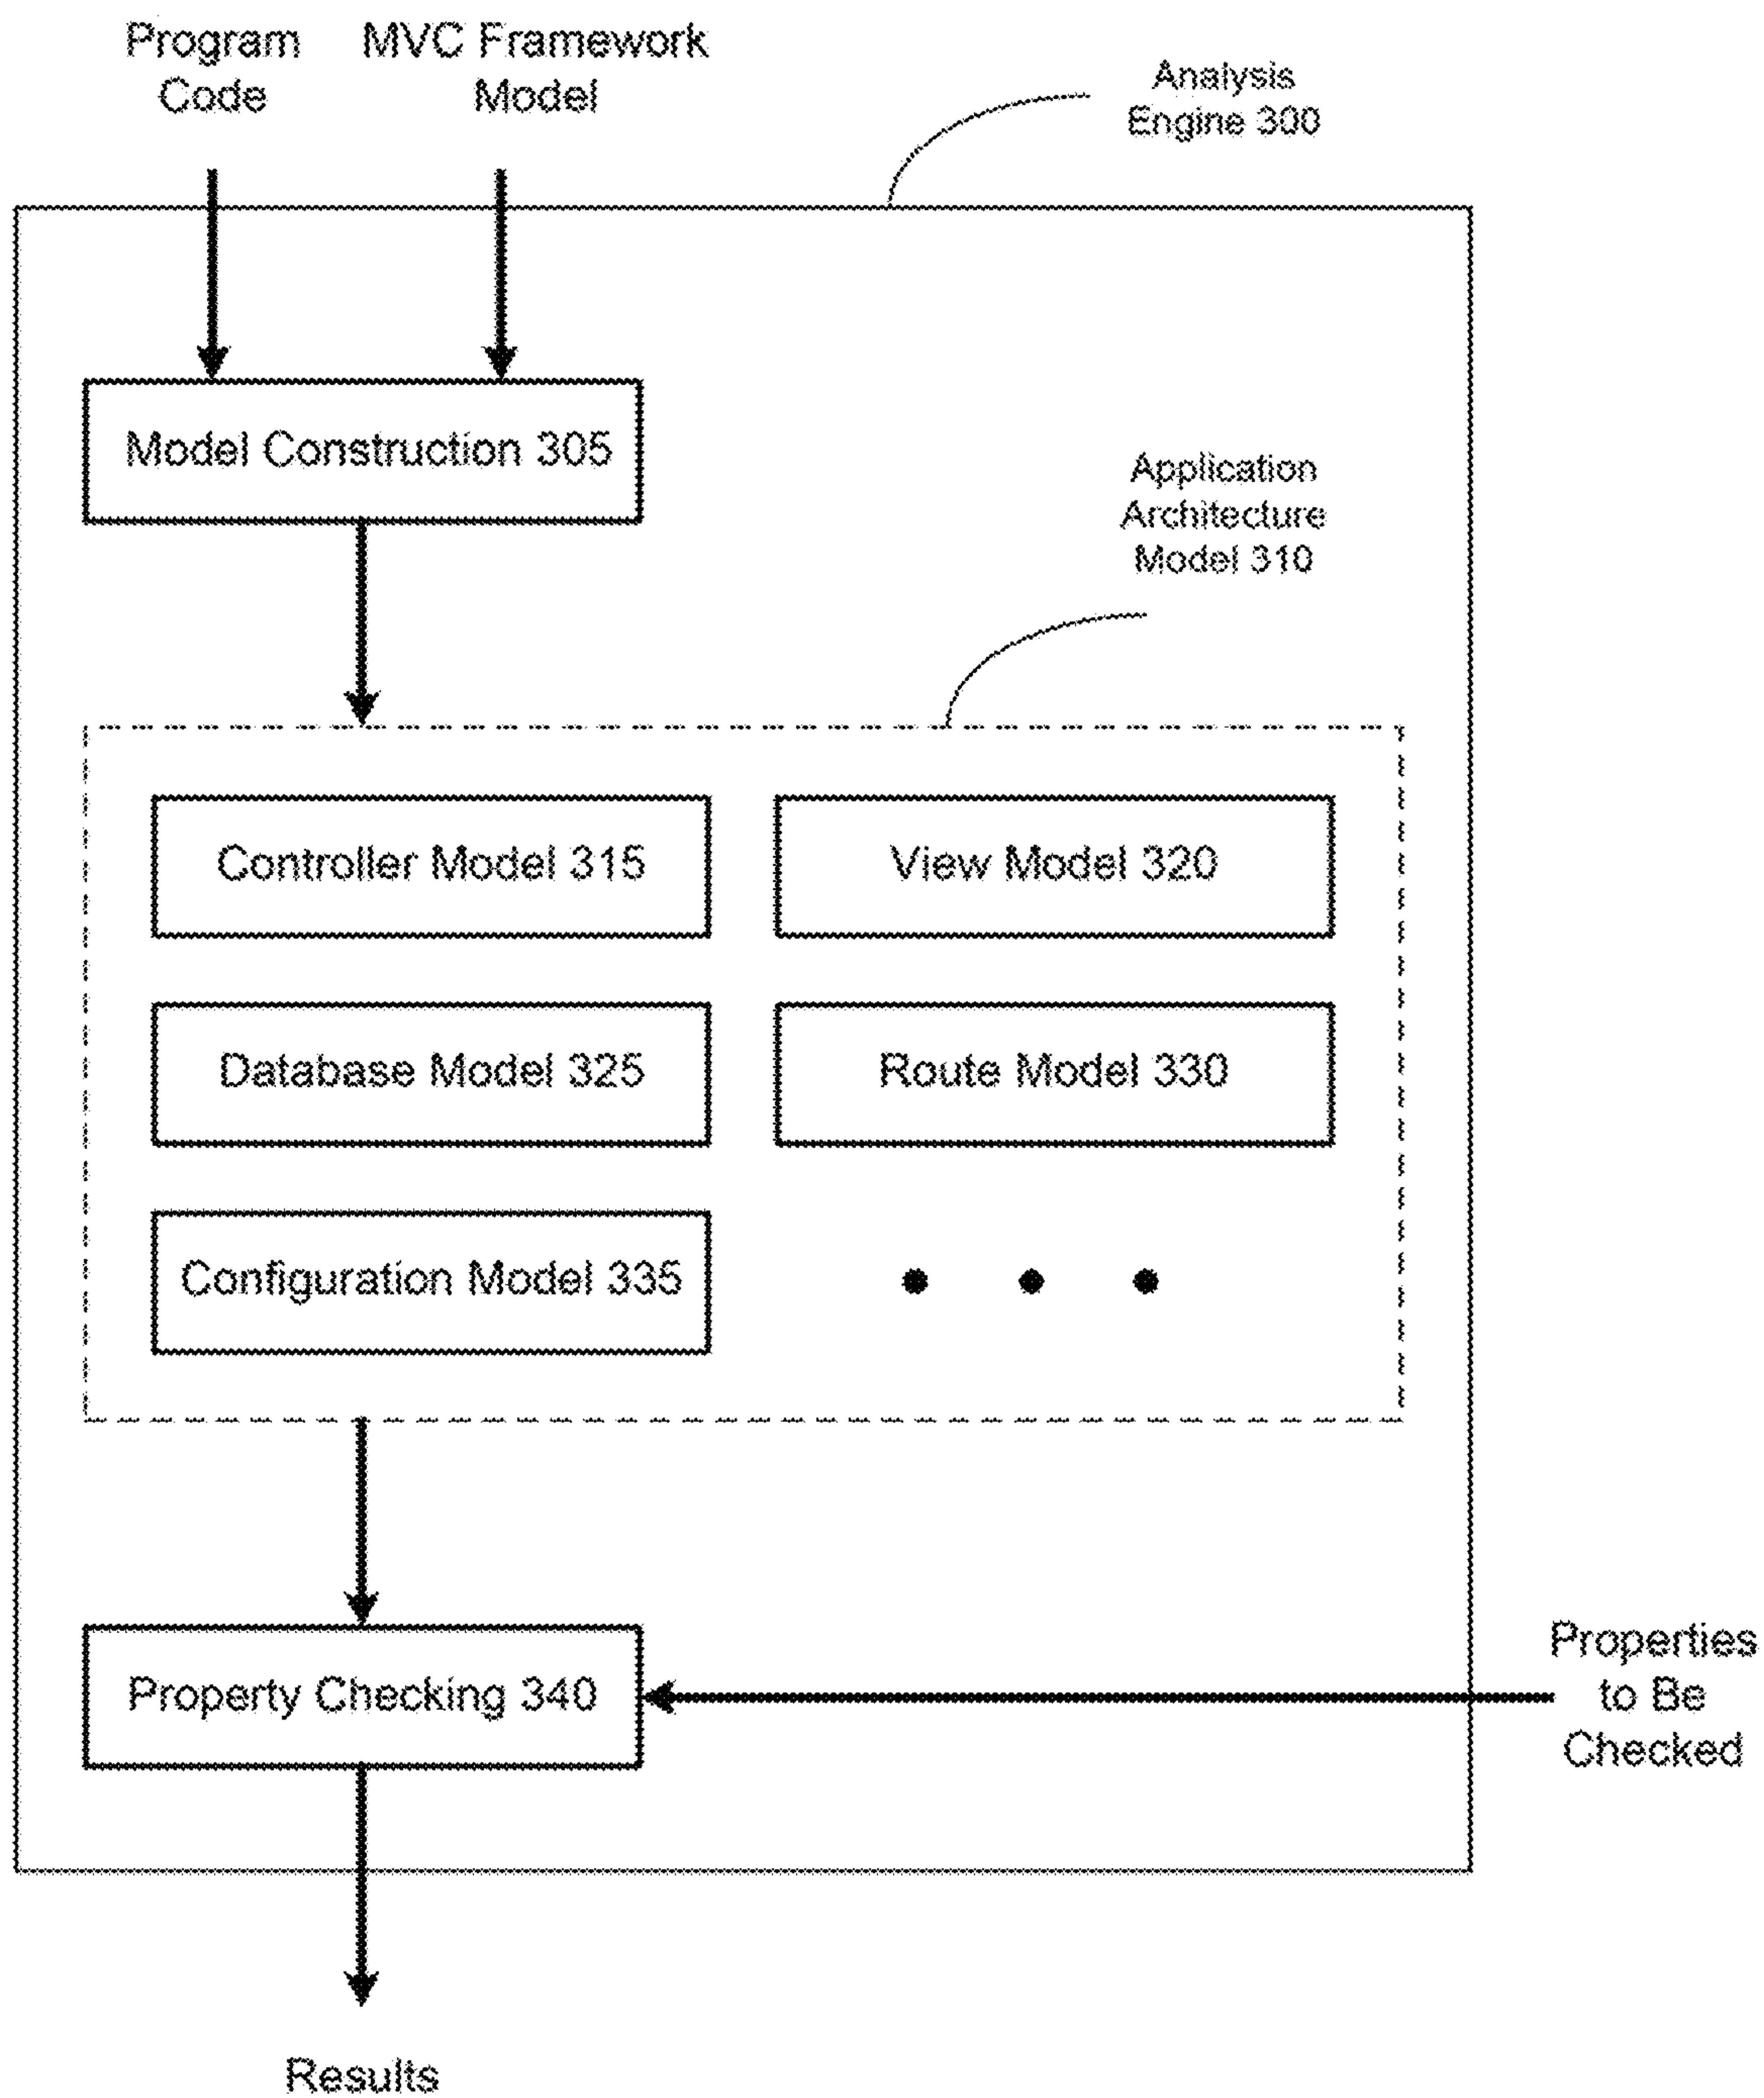 Program
Code
MVC Framework
Model
Analysis
Engine 300
Model Construction 305
Application
Architecture
Model 310
Controller Model 315
View Model 320
Database Model 325
Route Model 330
Configuration Model 335
Property Checking 340
Properties
to Be
Checked
Results